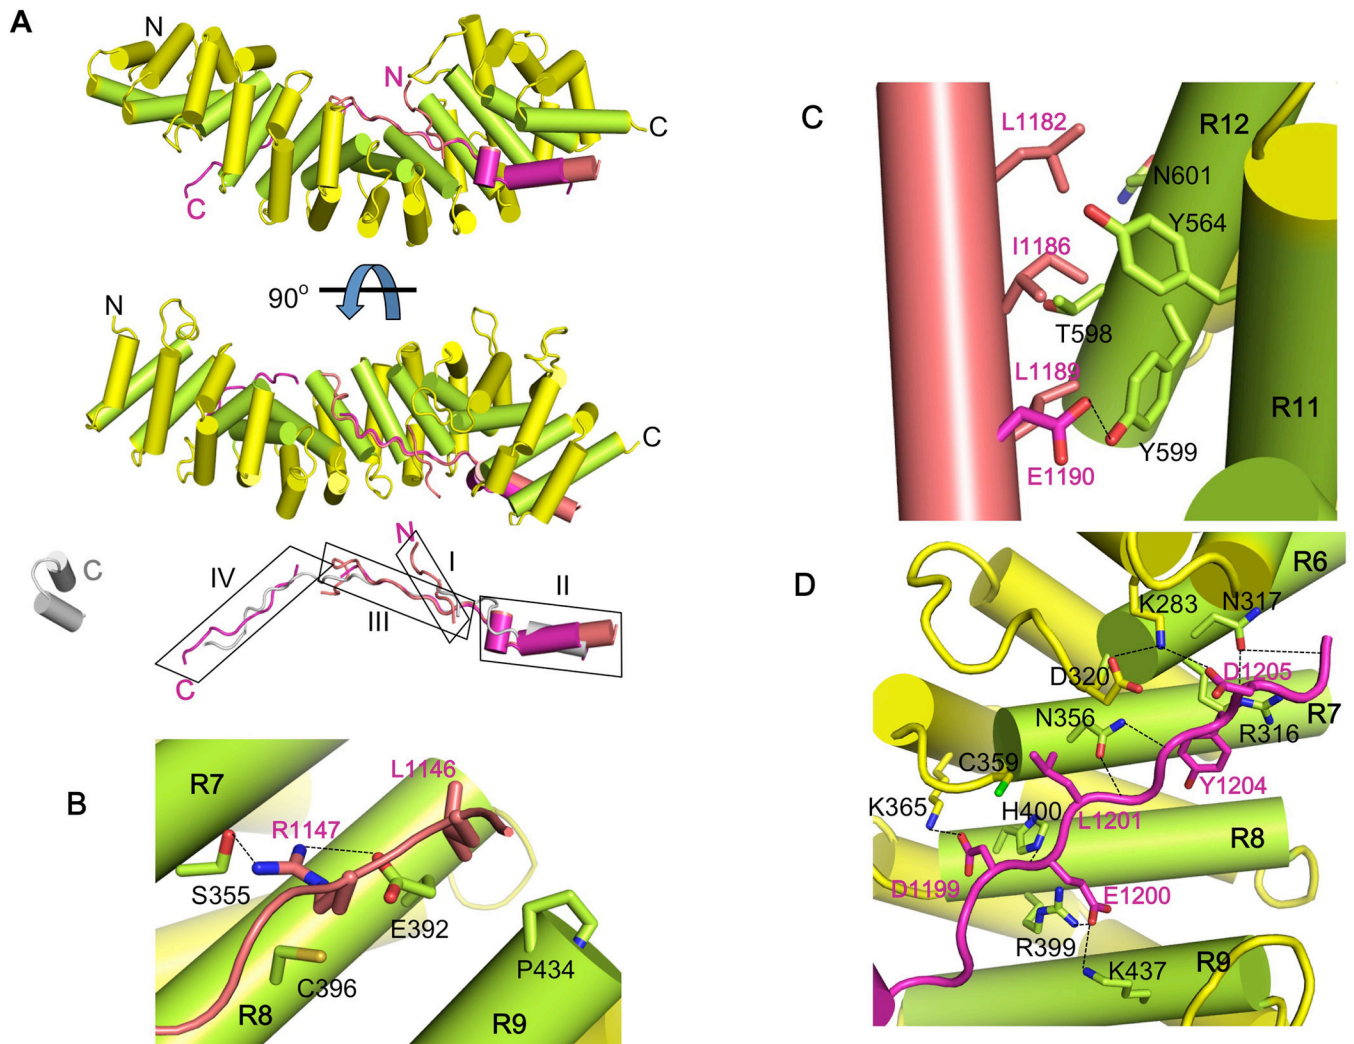 A
N
N
C
C
90°
N
C
N
C
IV
I
II
III
C
B
R7
L1146
R1147
S355
E392
C396
P434
R8
R9
C
L1182
R12
N601
Y564
I1186
T598
L1189
R11
Y599
E1190
D
R6
K283
N317
D320
D1205
N356
R7
R316
C359
Y1204
K365
H400
L1201
R8
D1199
E1200
R399
R9
K437